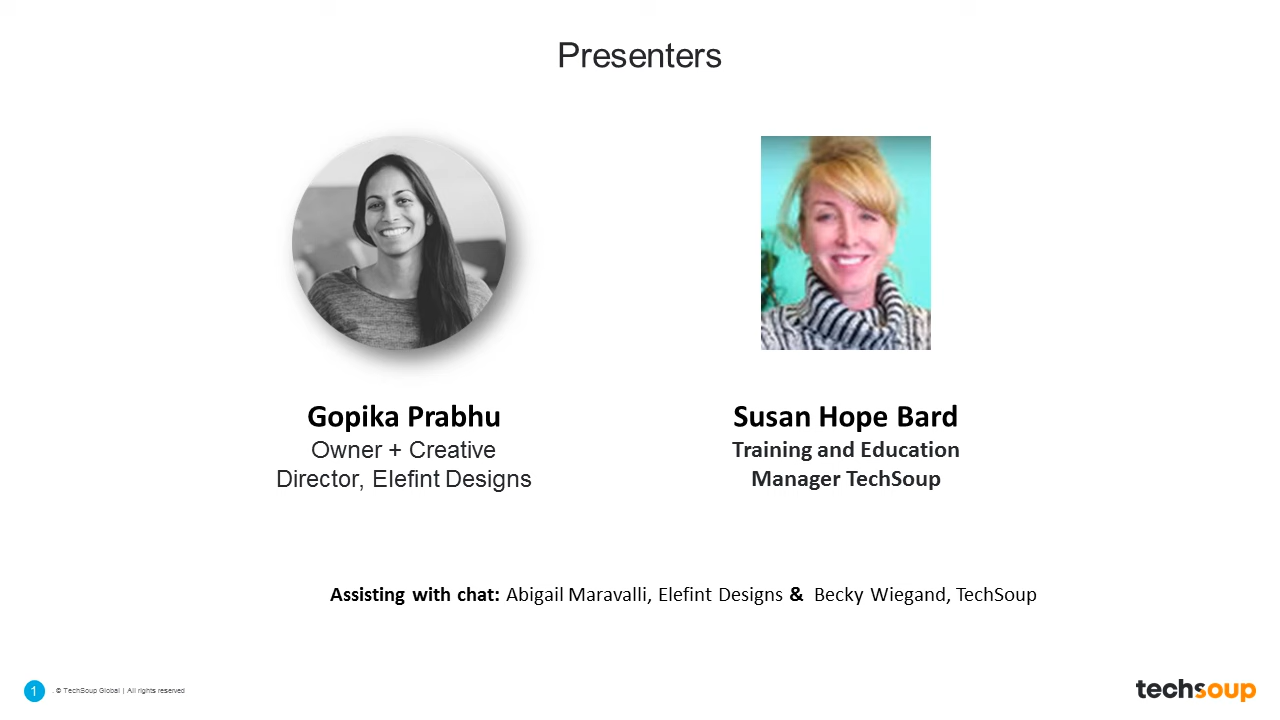 Presenters
Gopika Prabhu
Owner + Creative
Director, Elefint Designs
Susan Hope Bard
Training and Education
Manager TechSoup
Assisting with chat: Abigail Maravalli, Elefint Designs & Becky Wiegand, TechSoup
1 . © TechSoup Global | All rights reserved
techsoup